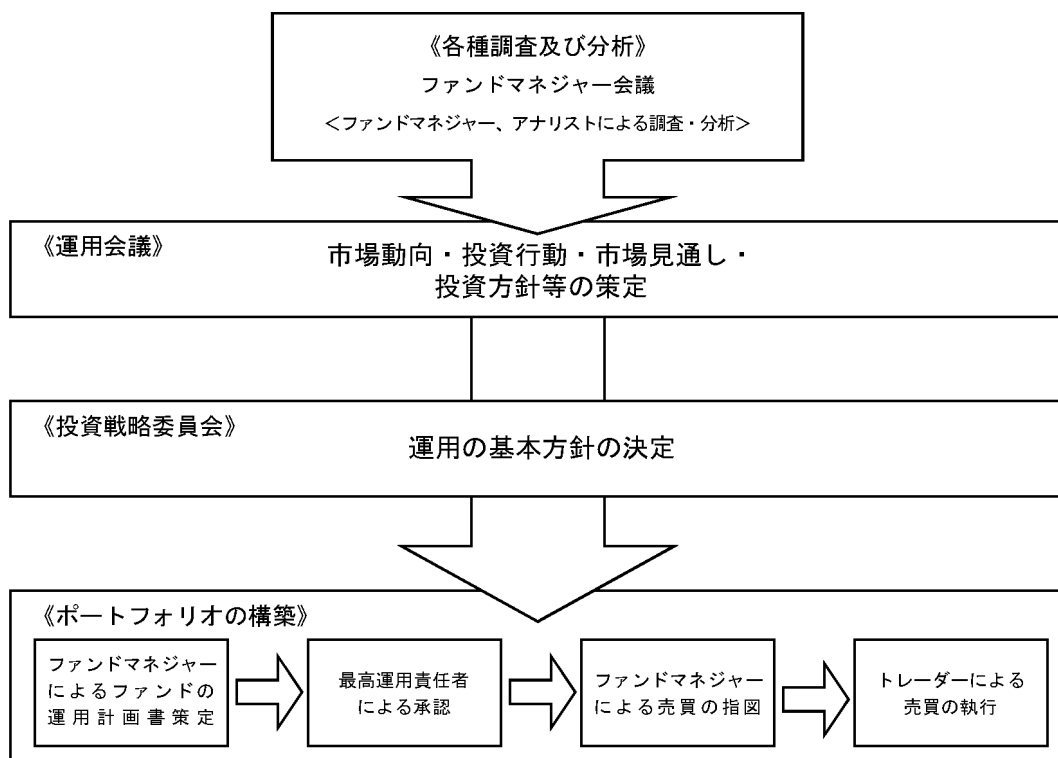 《各種調査及び分析》
ファンドマネジャー会議
＜ファンドマネジャー、アナリストによる調査・分析＞
《運用会議》
市場動向・投資行動・市場見通し・
投資方針等の策定
《投資戦略委員会》
運用の基本方針の決定
《ポートフォリオの構築》
ファンドマネジャー
によるファンドの
運用計画書策定
最高運用責任者
による承認
ファンドマネジャー
による売買の指図
トレーダーによる
売買の執行